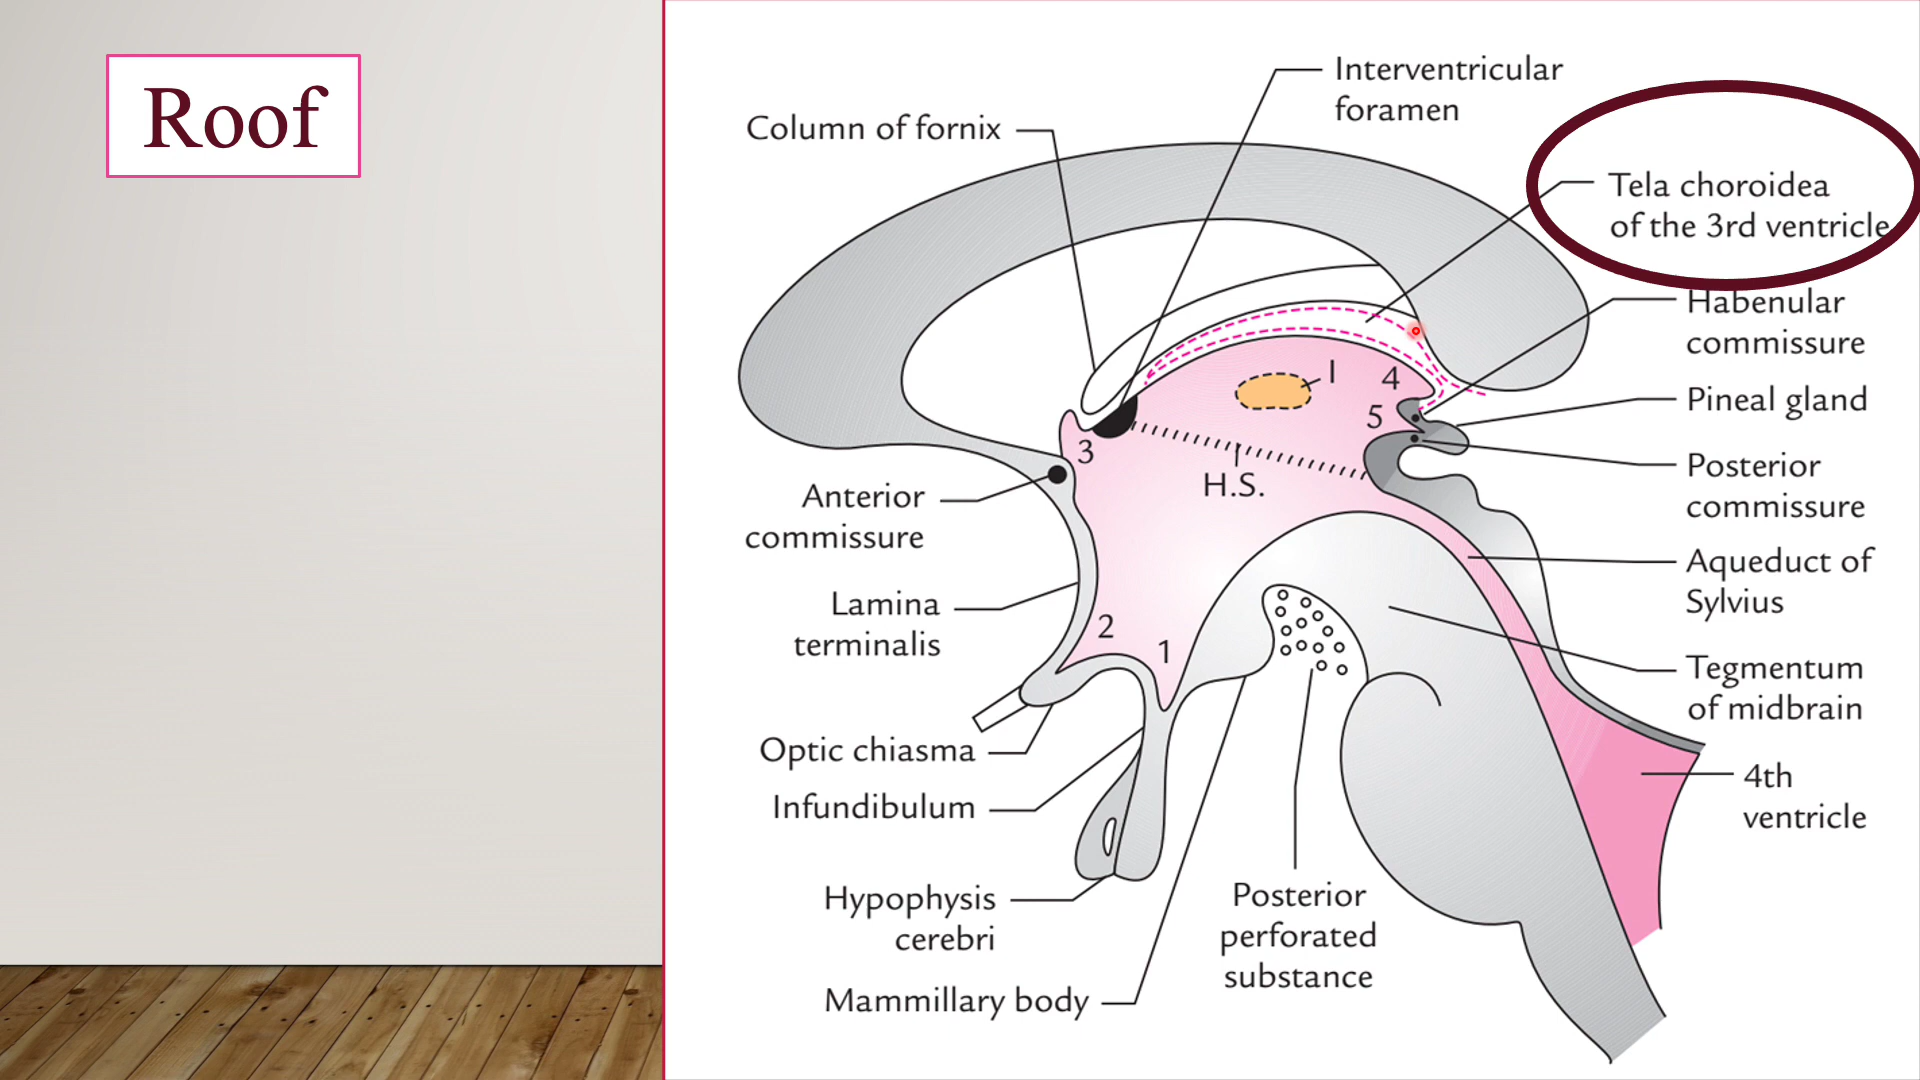 Roof
Interventricular
foramen
Column of fornix
Tela choroidea
of the 3rd ventricle
Habenular
commissure
Pineal gland
Posterior
commissure
Aqueduct of
Sylvius
Tegmentum
of midbrain
4th
ventricle
I
4
5
3
H.S.
2
1
Anterior
commissure
Lamina
terminalis
Optic chiasma
Infundibulum
Hypophysis
cerebri
Mammillary body
Posterior
perforated
substance